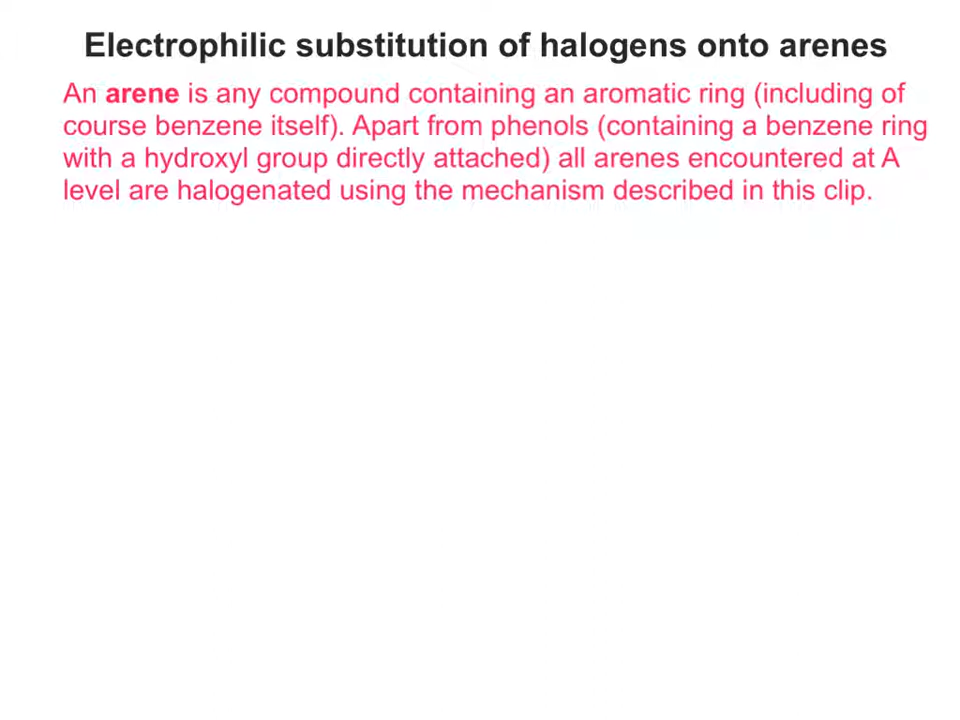 Electrophilic substitution of halogens onto arenes
An arene is any compound containing an aromatic ring (including of
course benzene itself). Apart from phenols (containing a benzene ring
with a hydroxyl group directly attached) all arenes encountered at A
level are halogenated using the mechanism described in this clip.